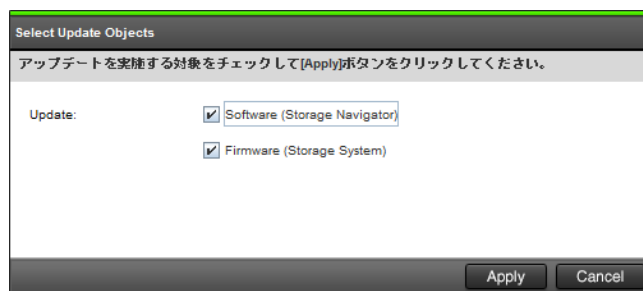 Select Update Objects
アップデートを実施する対象をチェックして[Apply]ボタンをクリックしてください。
Update:
Software (Storage Navigator)
Firmware (Storage System)
Apply Cancel